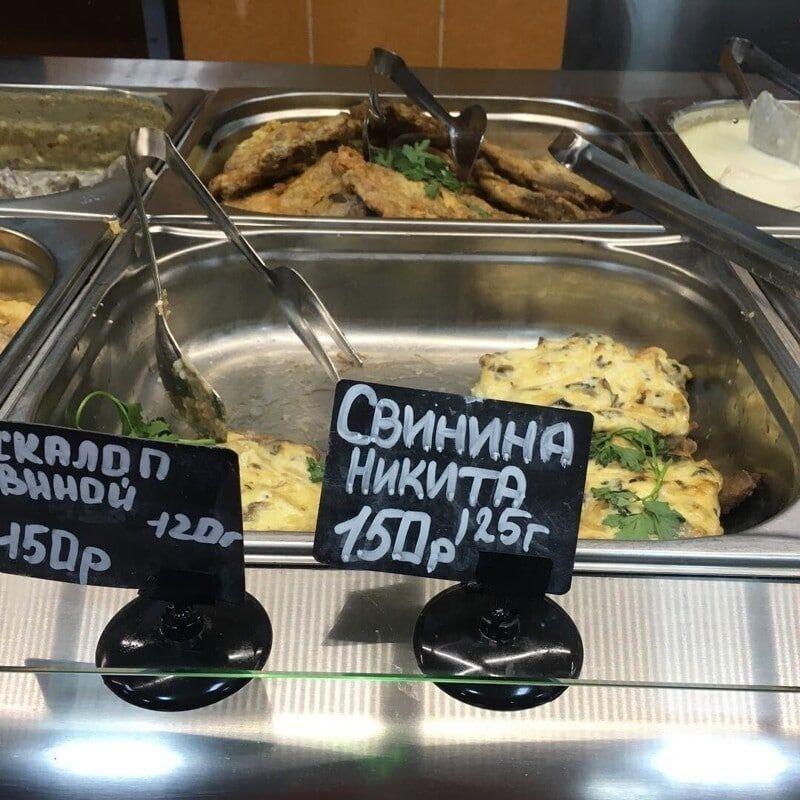 СКАЛОП
ВИНОЙ
120г
150р
СВИНИНА
НИКИТА
150р 125г